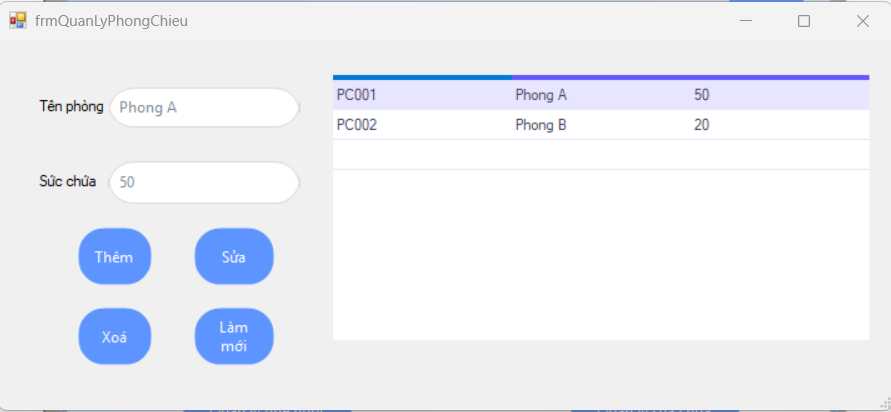 frmQuanLyPhongChieu
Tên phòng
Phong A
Sức chứa
50
Thêm
Sửa
Xoá
Làm
mới
PC001 Phong A 50
PC002 Phong B 20